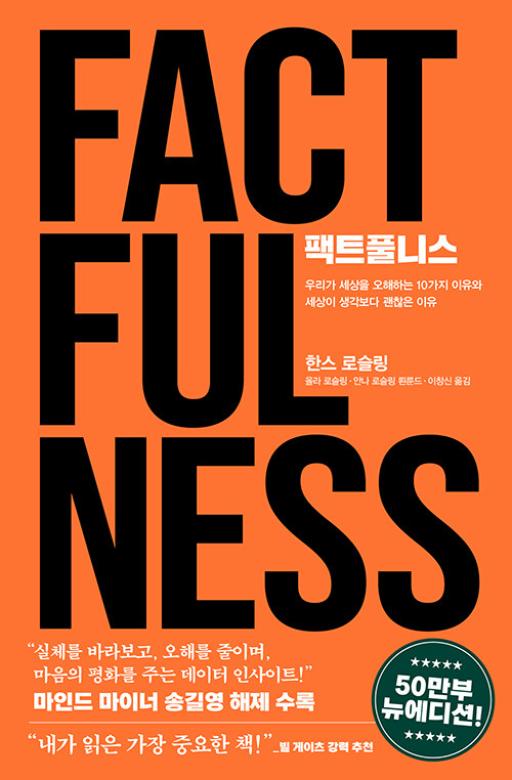 FACT
FUL
팩트풀니스
우리가 세상을 오해하는 10가지 이유와
세상이 생각보다 괜찮은 이유
한스 로슬링
올라 로슬링·안나 로슬링 뢴룬드·이창신 옮김
NESS
“실체를 바라보고, 오해를 줄이며,
마음의 평화를 주는 데이터 인사이트!”
마인드 마이너 송길영 해제 수록
“내가 읽은 가장 중요한 책!”_빌 게이츠 강력 추천
★★★★★
50만부
뉴에디션!
★★★★★